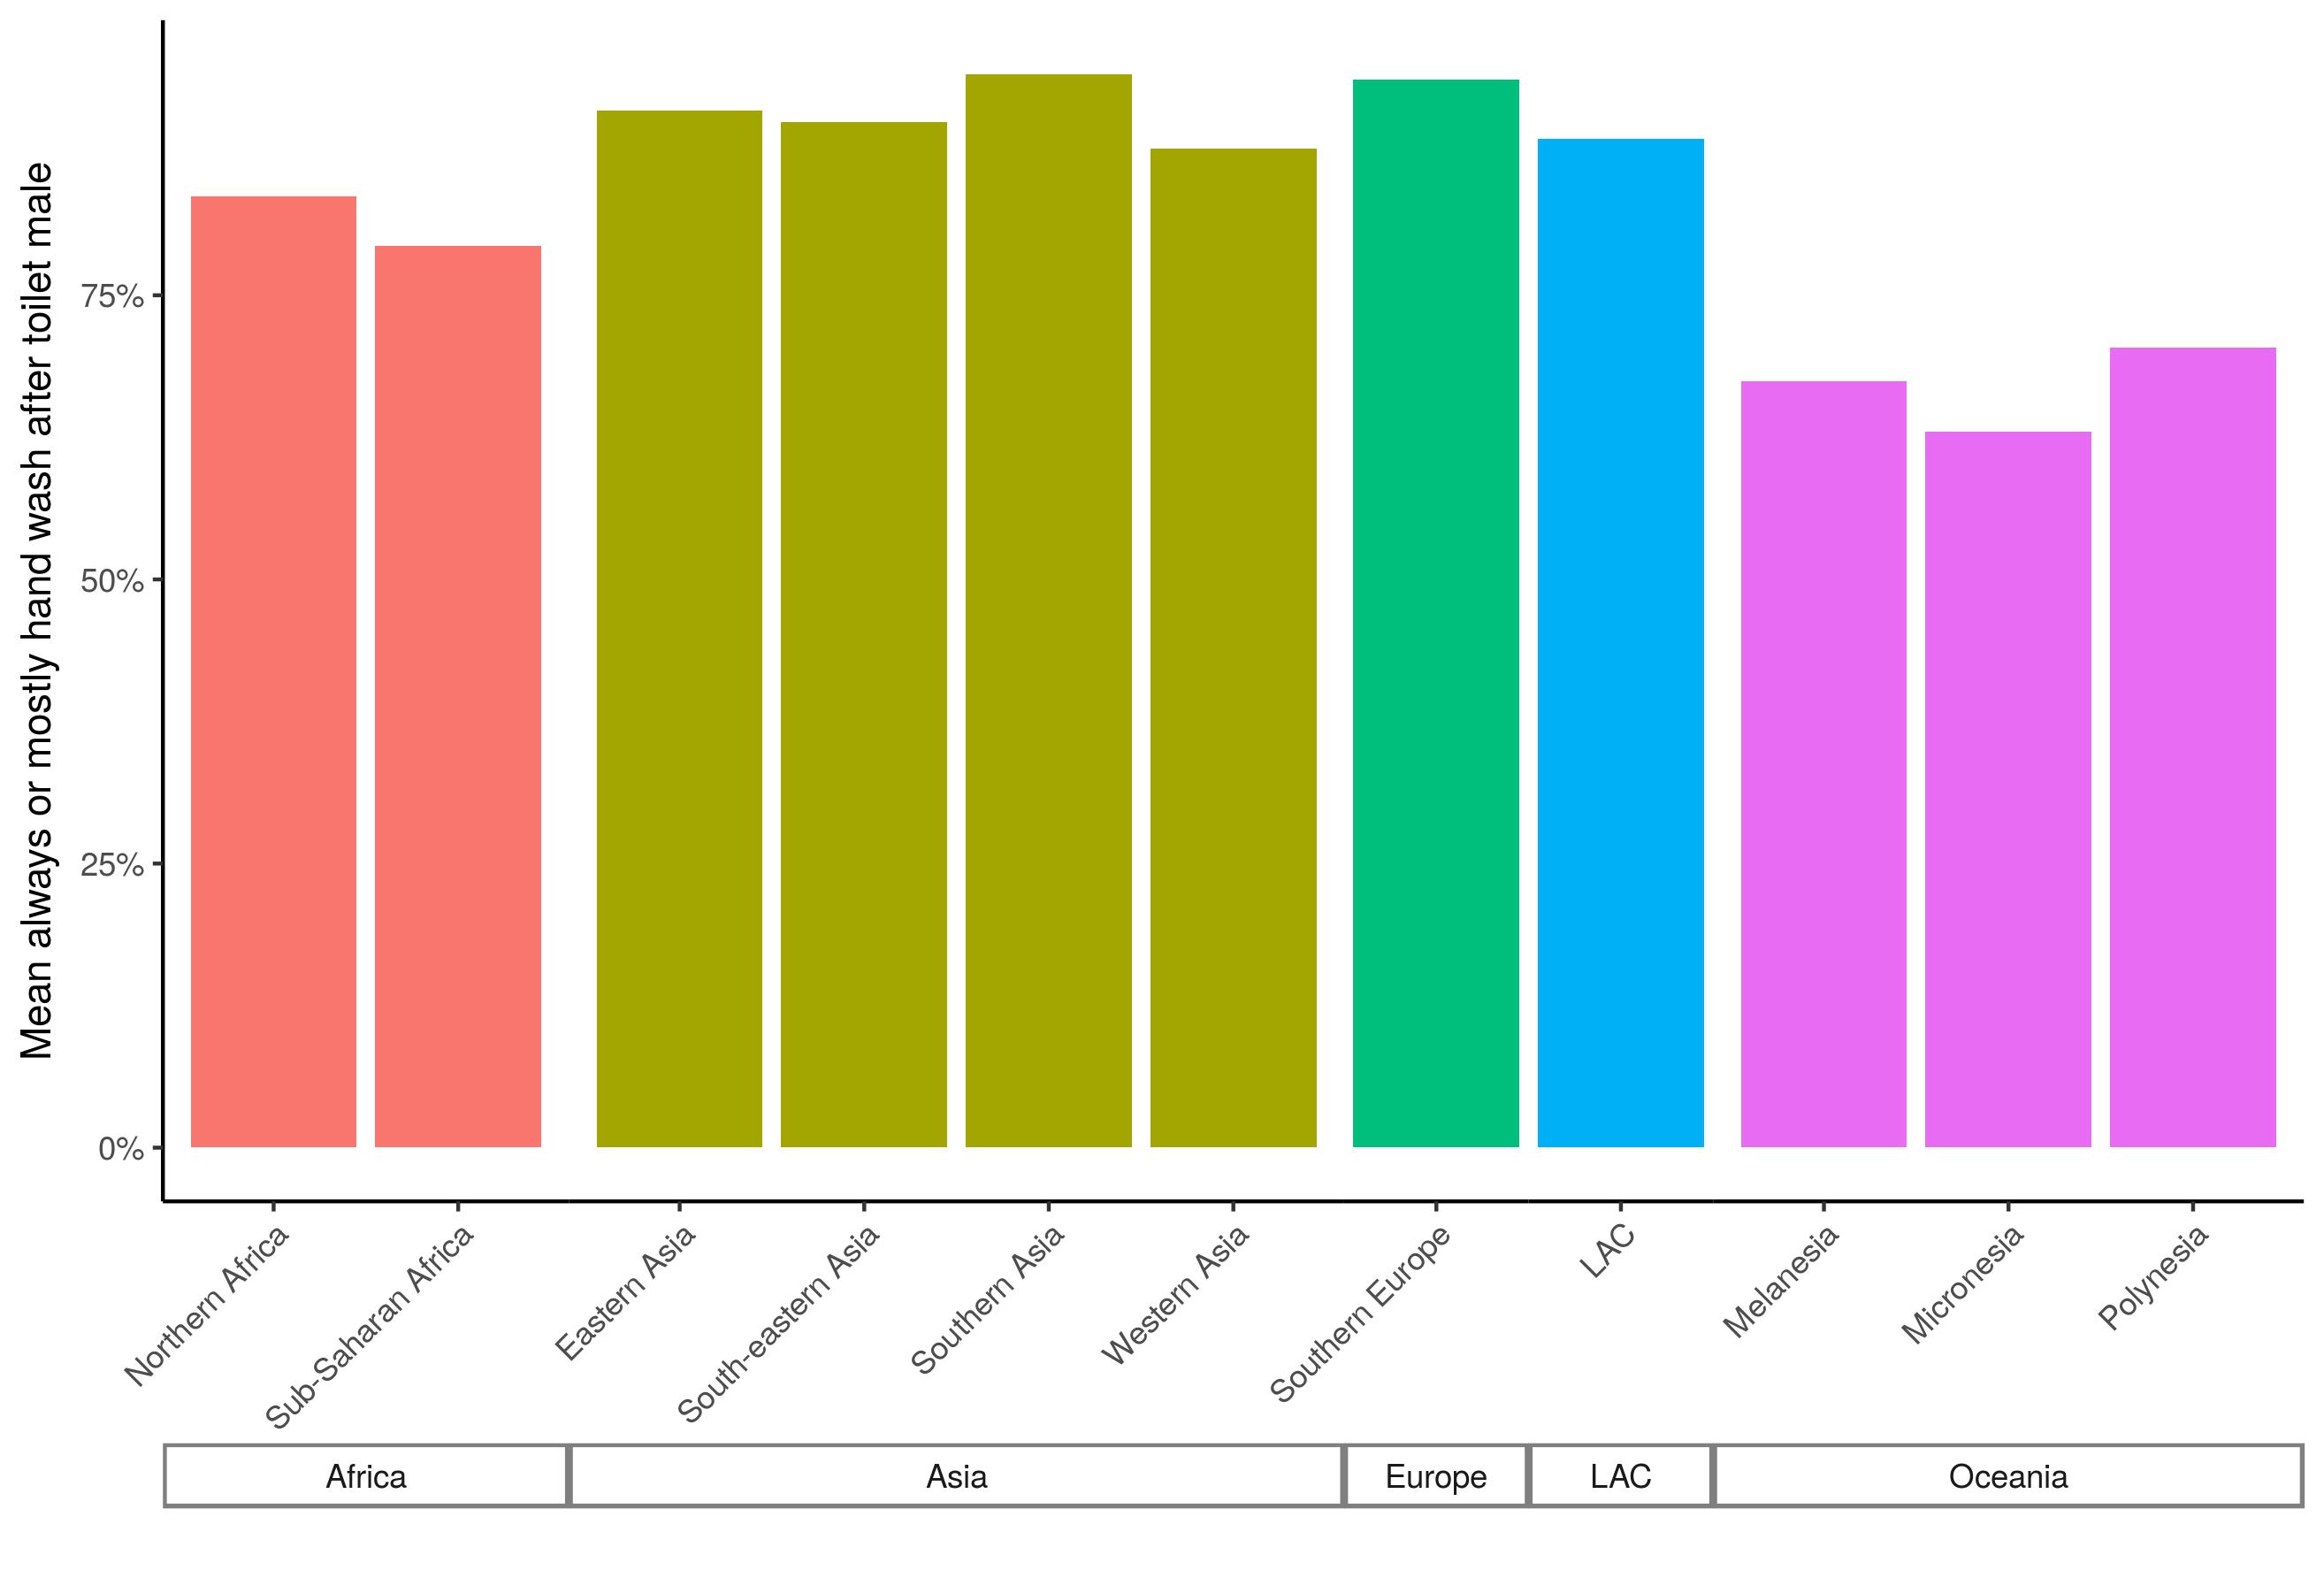 Mean always or mostly hand wash after toilet male
75%
50%
25%
0%
Northern Africa
Sub-Saharan Africa
Eastern Asia
South-eastern Asia
Southern Asia
Western Asia
Southern Europe
LAC
Melanesia
Micronesia
Polynesia
Africa
Asia
Europe
LAC
Oceania